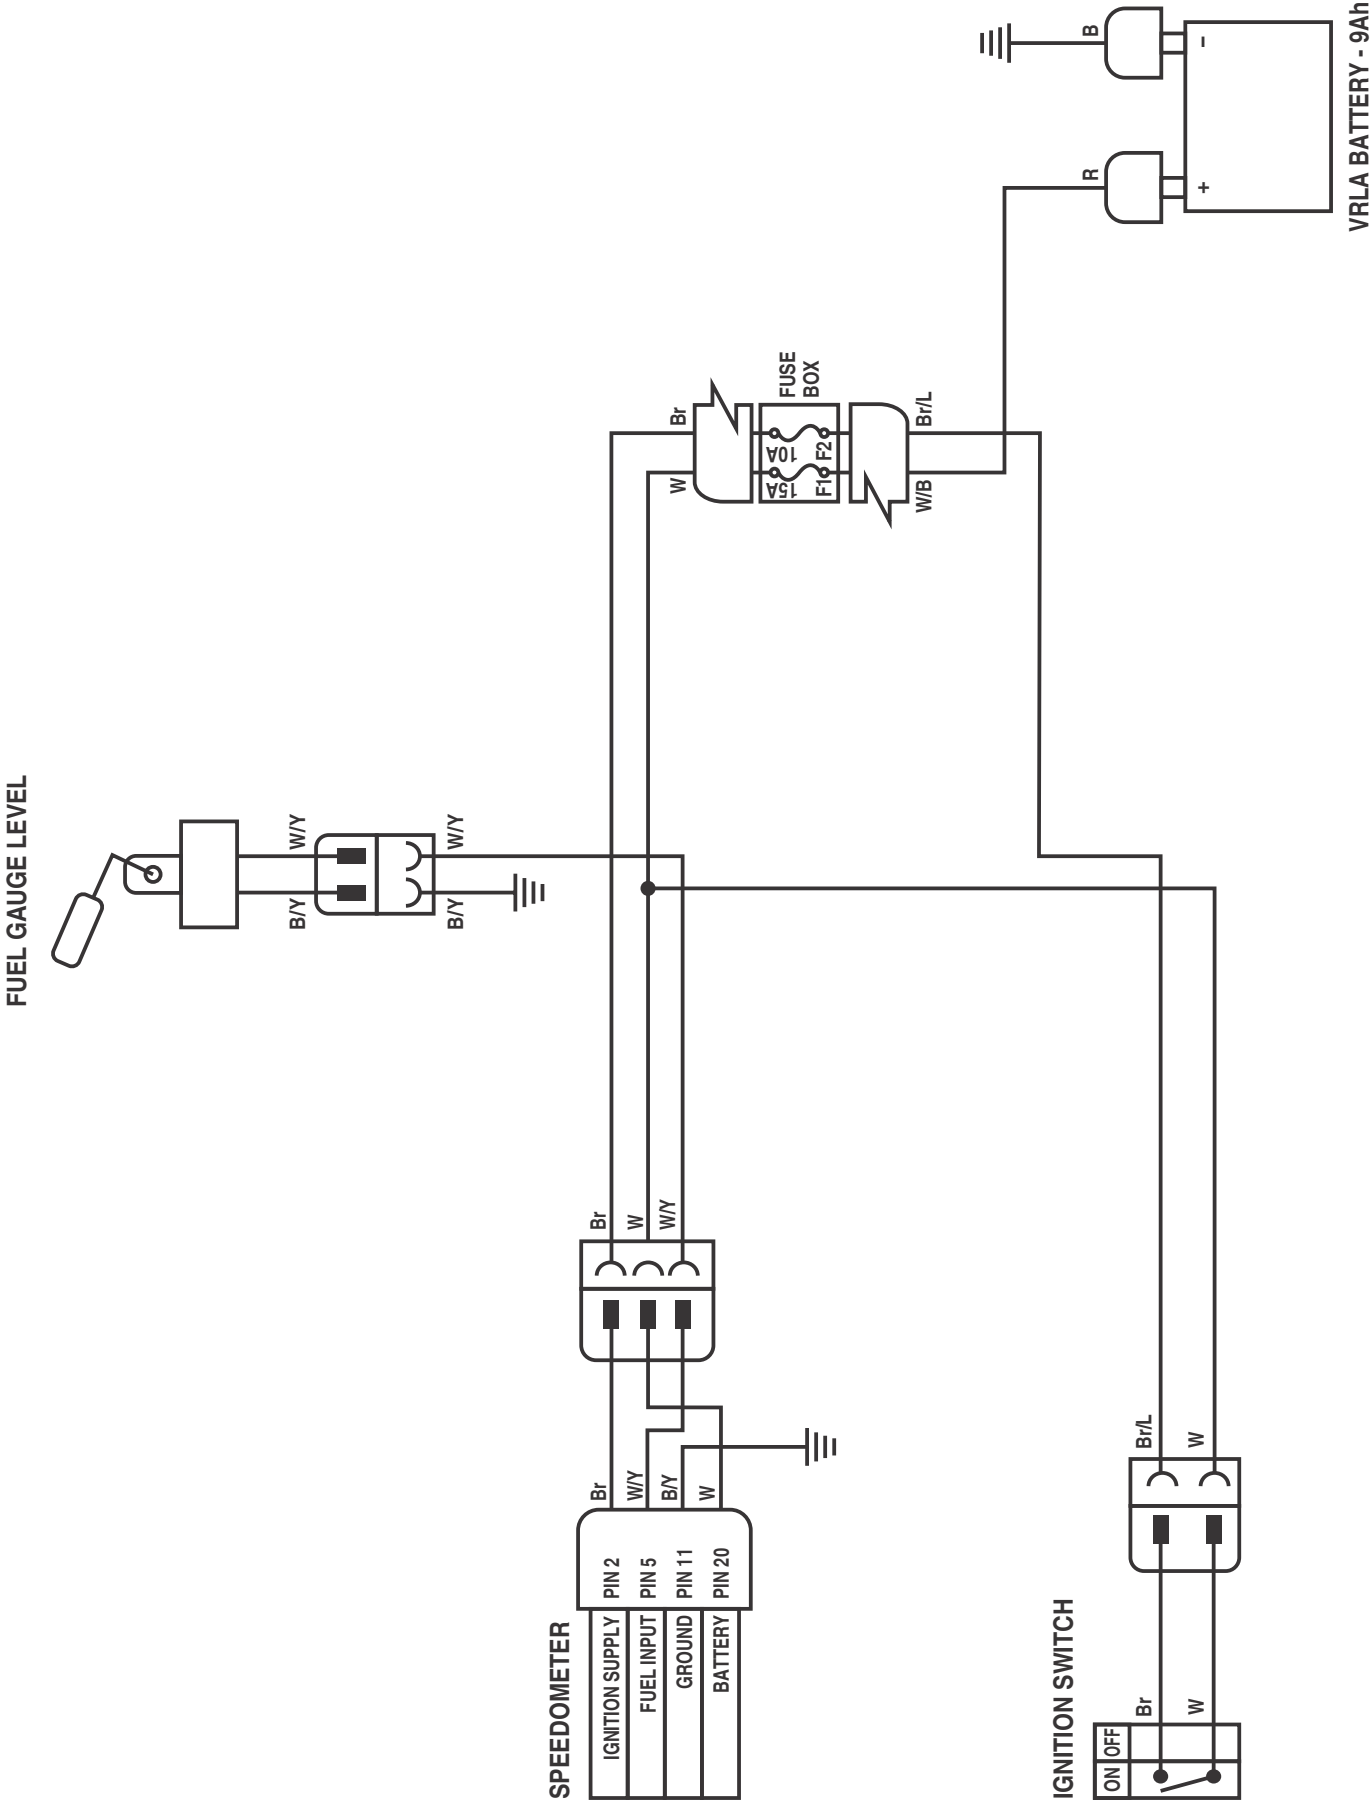 FUEL GAUGE LEVEL
B/Y
W/Y
B/Y
W/Y
SPEEDOMETER
IGNITION SUPPLY
PIN 2
Br
Br
Br
FUEL INPUT
PIN 5
W/Y
W
W
GROUND
PIN 11
B/Y
W/Y
BATTERY
PIN 20
W
10A
F2
15A
F1
FUSE
BOX
W/B
Br/L
IGNITION SWITCH
ON
OFF
Br
Br/L
W
W
R
B
+
-
VRLA BATTERY - 9Ah